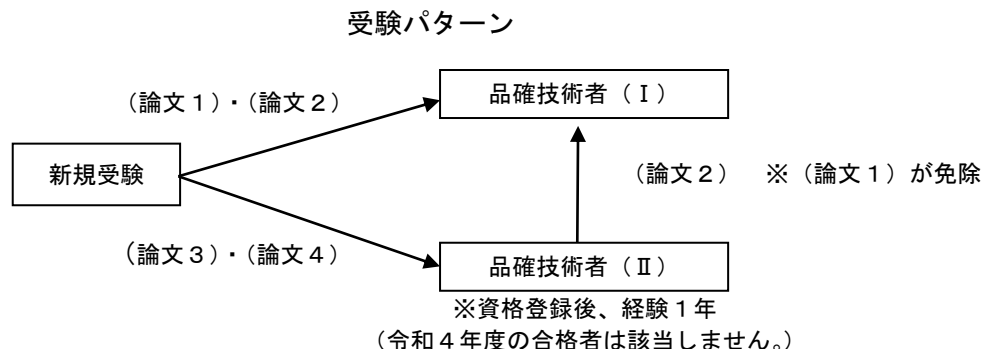 受験パターン
(論文1)・(論文2)
品確技術者(Ⅰ)
新規受験
(論文2) ※(論文1)が免除
(論文3)・(論文4)
品確技術者(Ⅱ)
※資格登録後、経験1年
(令和4年度の合格者は該当しません。)